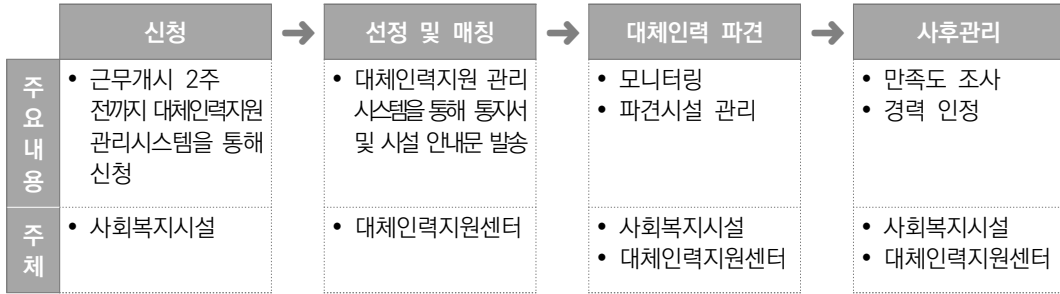 신청 → 선정 및 매칭 → 대체인력 파견 → 사후관리
주요내용
• 근무개시 2주
전까지 대체인력지원
관리시스템을 통해
신청
• 대체인력지원 관리
시스템을 통해 통지서
및 시설 안내문 발송
• 모니터링
• 파견시설 관리
• 만족도 조사
• 경력 인정
주체
• 사회복지시설
• 대체인력지원센터
• 사회복지시설
• 대체인력지원센터
• 사회복지시설
• 대체인력지원센터